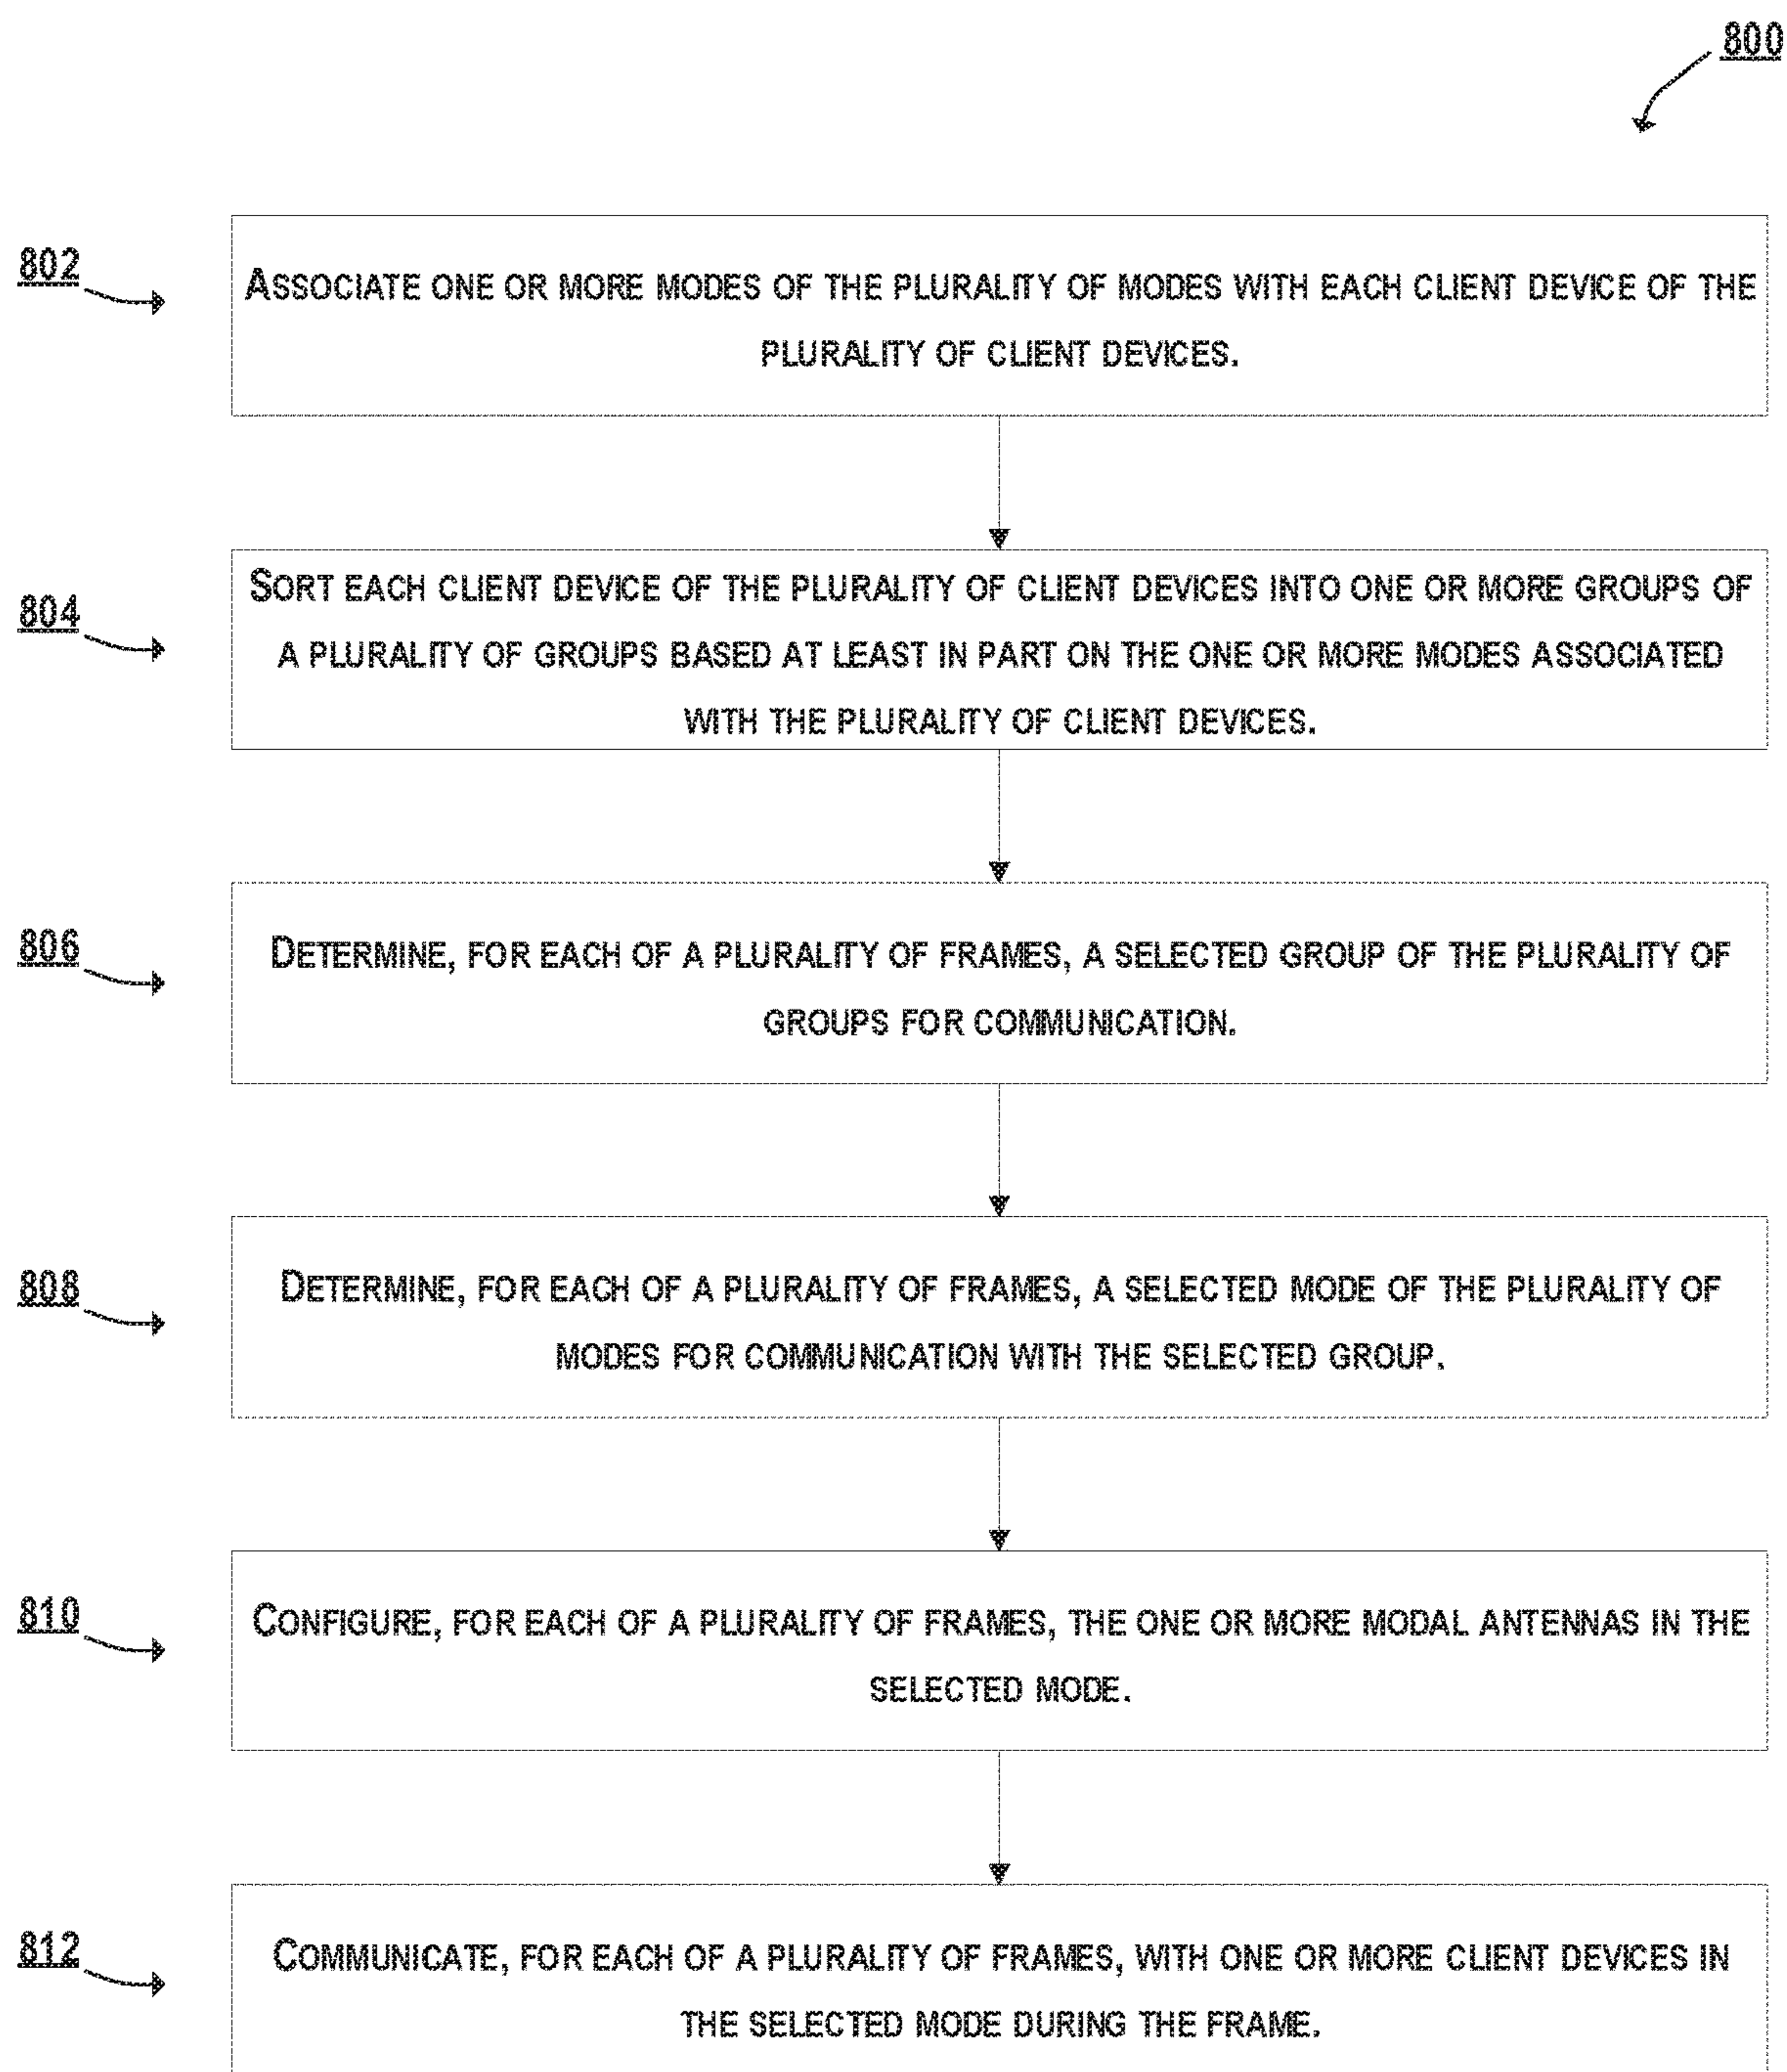 800
802
ASSOCIATE ONE OR MORE MODES OF THE PLURALITY OF MODES WITH EACH CLIENT DEVICE OF THE
PLURALITY OF CLIENT DEVICES.
804
SORT EACH CLIENT DEVICE OF THE PLURALITY OF CLIENT DEVICES INTO ONE OR MORE GROUPS OF
A PLURALITY OF GROUPS BASED AT LEAST IN PART ON THE ONE OR MORE MODES ASSOCIATED
WITH THE PLURALITY OF CLIENT DEVICES.
806
DETERMINE, FOR EACH OF A PLURALITY OF FRAMES, A SELECTED GROUP OF THE PLURALITY OF
GROUPS FOR COMMUNICATION.
808
DETERMINE, FOR EACH OF A PLURALITY OF FRAMES, A SELECTED MODE OF THE PLURALITY OF
MODES FOR COMMUNICATION WITH THE SELECTED GROUP.
810
CONFIGURE, FOR EACH OF A PLURALITY OF FRAMES, THE ONE OR MORE MODAL ANTENNAS IN THE
SELECTED MODE.
812
COMMUNICATE, FOR EACH OF A PLURALITY OF FRAMES, WITH ONE OR MORE CLIENT DEVICES IN
THE SELECTED MODE DURING THE FRAME.